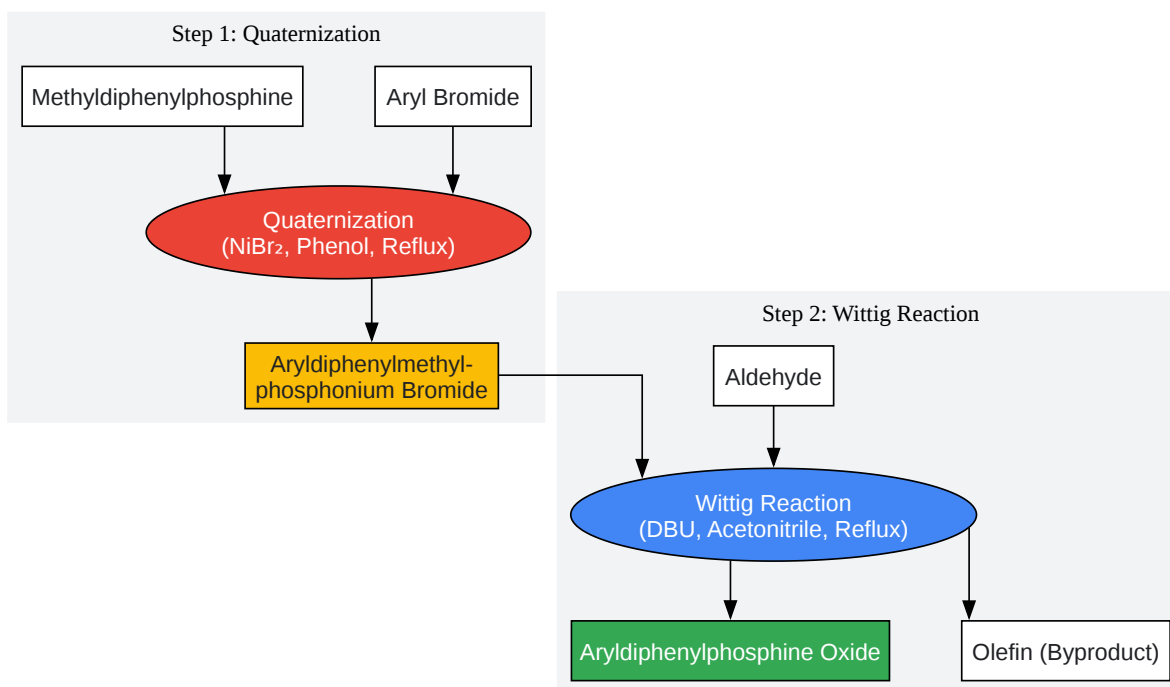 Step 1: Quaternization
Methyldiphenylphosphine
Aryl Bromide
Quaternization
(NiBr₂, Phenol, Reflux)
Aryldiphenylmethyl-
phosphonium Bromide
Step 2: Wittig Reaction
Aldehyde
Wittig Reaction
(DBU, Acetonitrile, Reflux)
Aryldiphenylphosphine Oxide
Olefin (Byproduct)